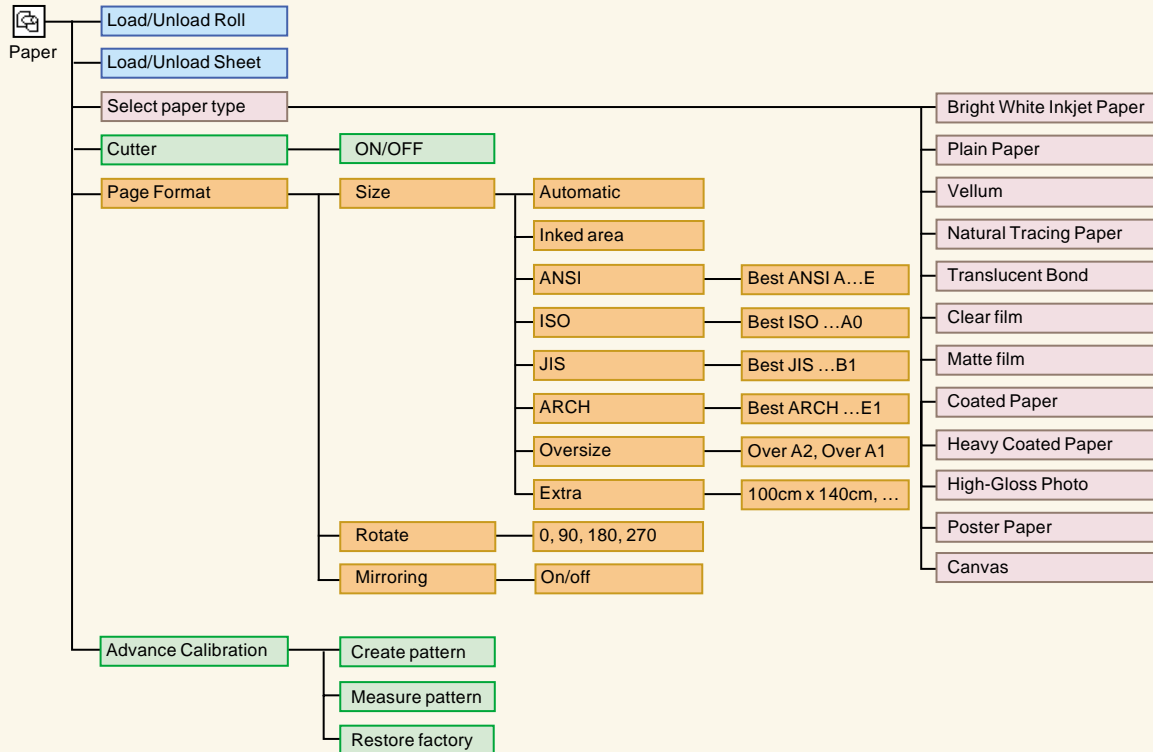 Paper
Load/Unload Roll
Load/Unload Sheet
Select paper type
Bright White Inkjet Paper
Plain Paper
Vellum
Natural Tracing Paper
Translucent Bond
Clear film
Matte film
Coated Paper
Heavy Coated Paper
High-Gloss Photo
Poster Paper
Canvas
Cutter
ON/OFF
Page Format
Size
Automatic
Inked area
ANSI
Best ANSI A…E
ISO
Best ISO …A0
JIS
Best JIS …B1
ARCH
Best ARCH …E1
Oversize
Over A2, Over A1
Extra
100cm x 140cm, …
Rotate
0, 90, 180, 270
Mirroring
On/off
Advance Calibration
Create pattern
Measure pattern
Restore factory